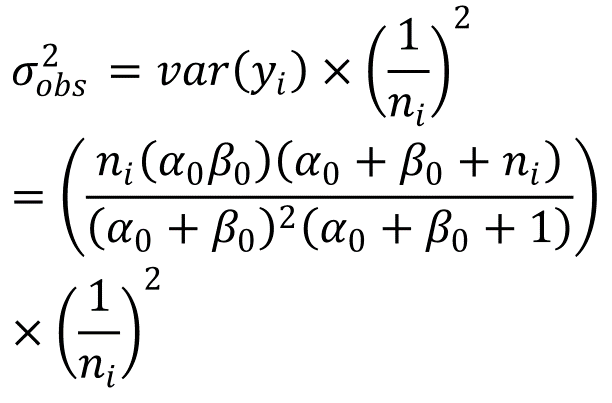 σ²_obs = var(y_i) × (1/n_i)²
= (n_i(α₀β₀)(α₀ + β₀ + n_i) / (α₀ + β₀)²(α₀ + β₀ + 1))
× (1/n_i)²